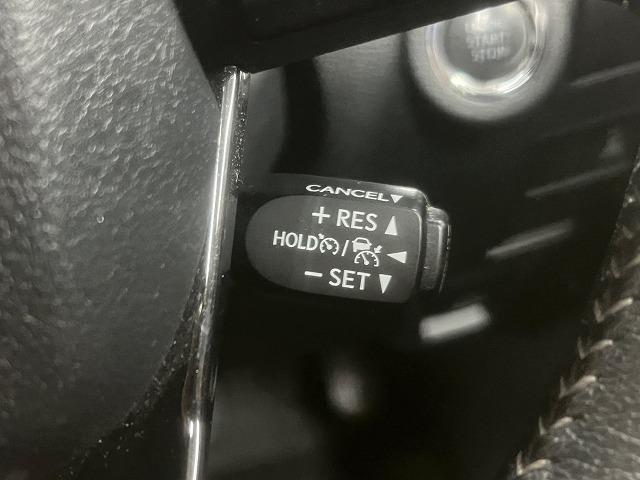 START
STOP
CANCEL▼
+ RES ▲
HOLD / ◀
− SET ▼